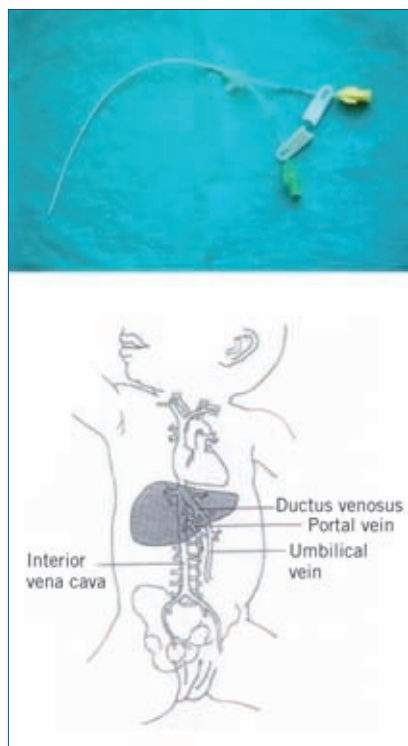 Ductus venosus
Portal vein
Umbilical
vein
Interior
vena cava